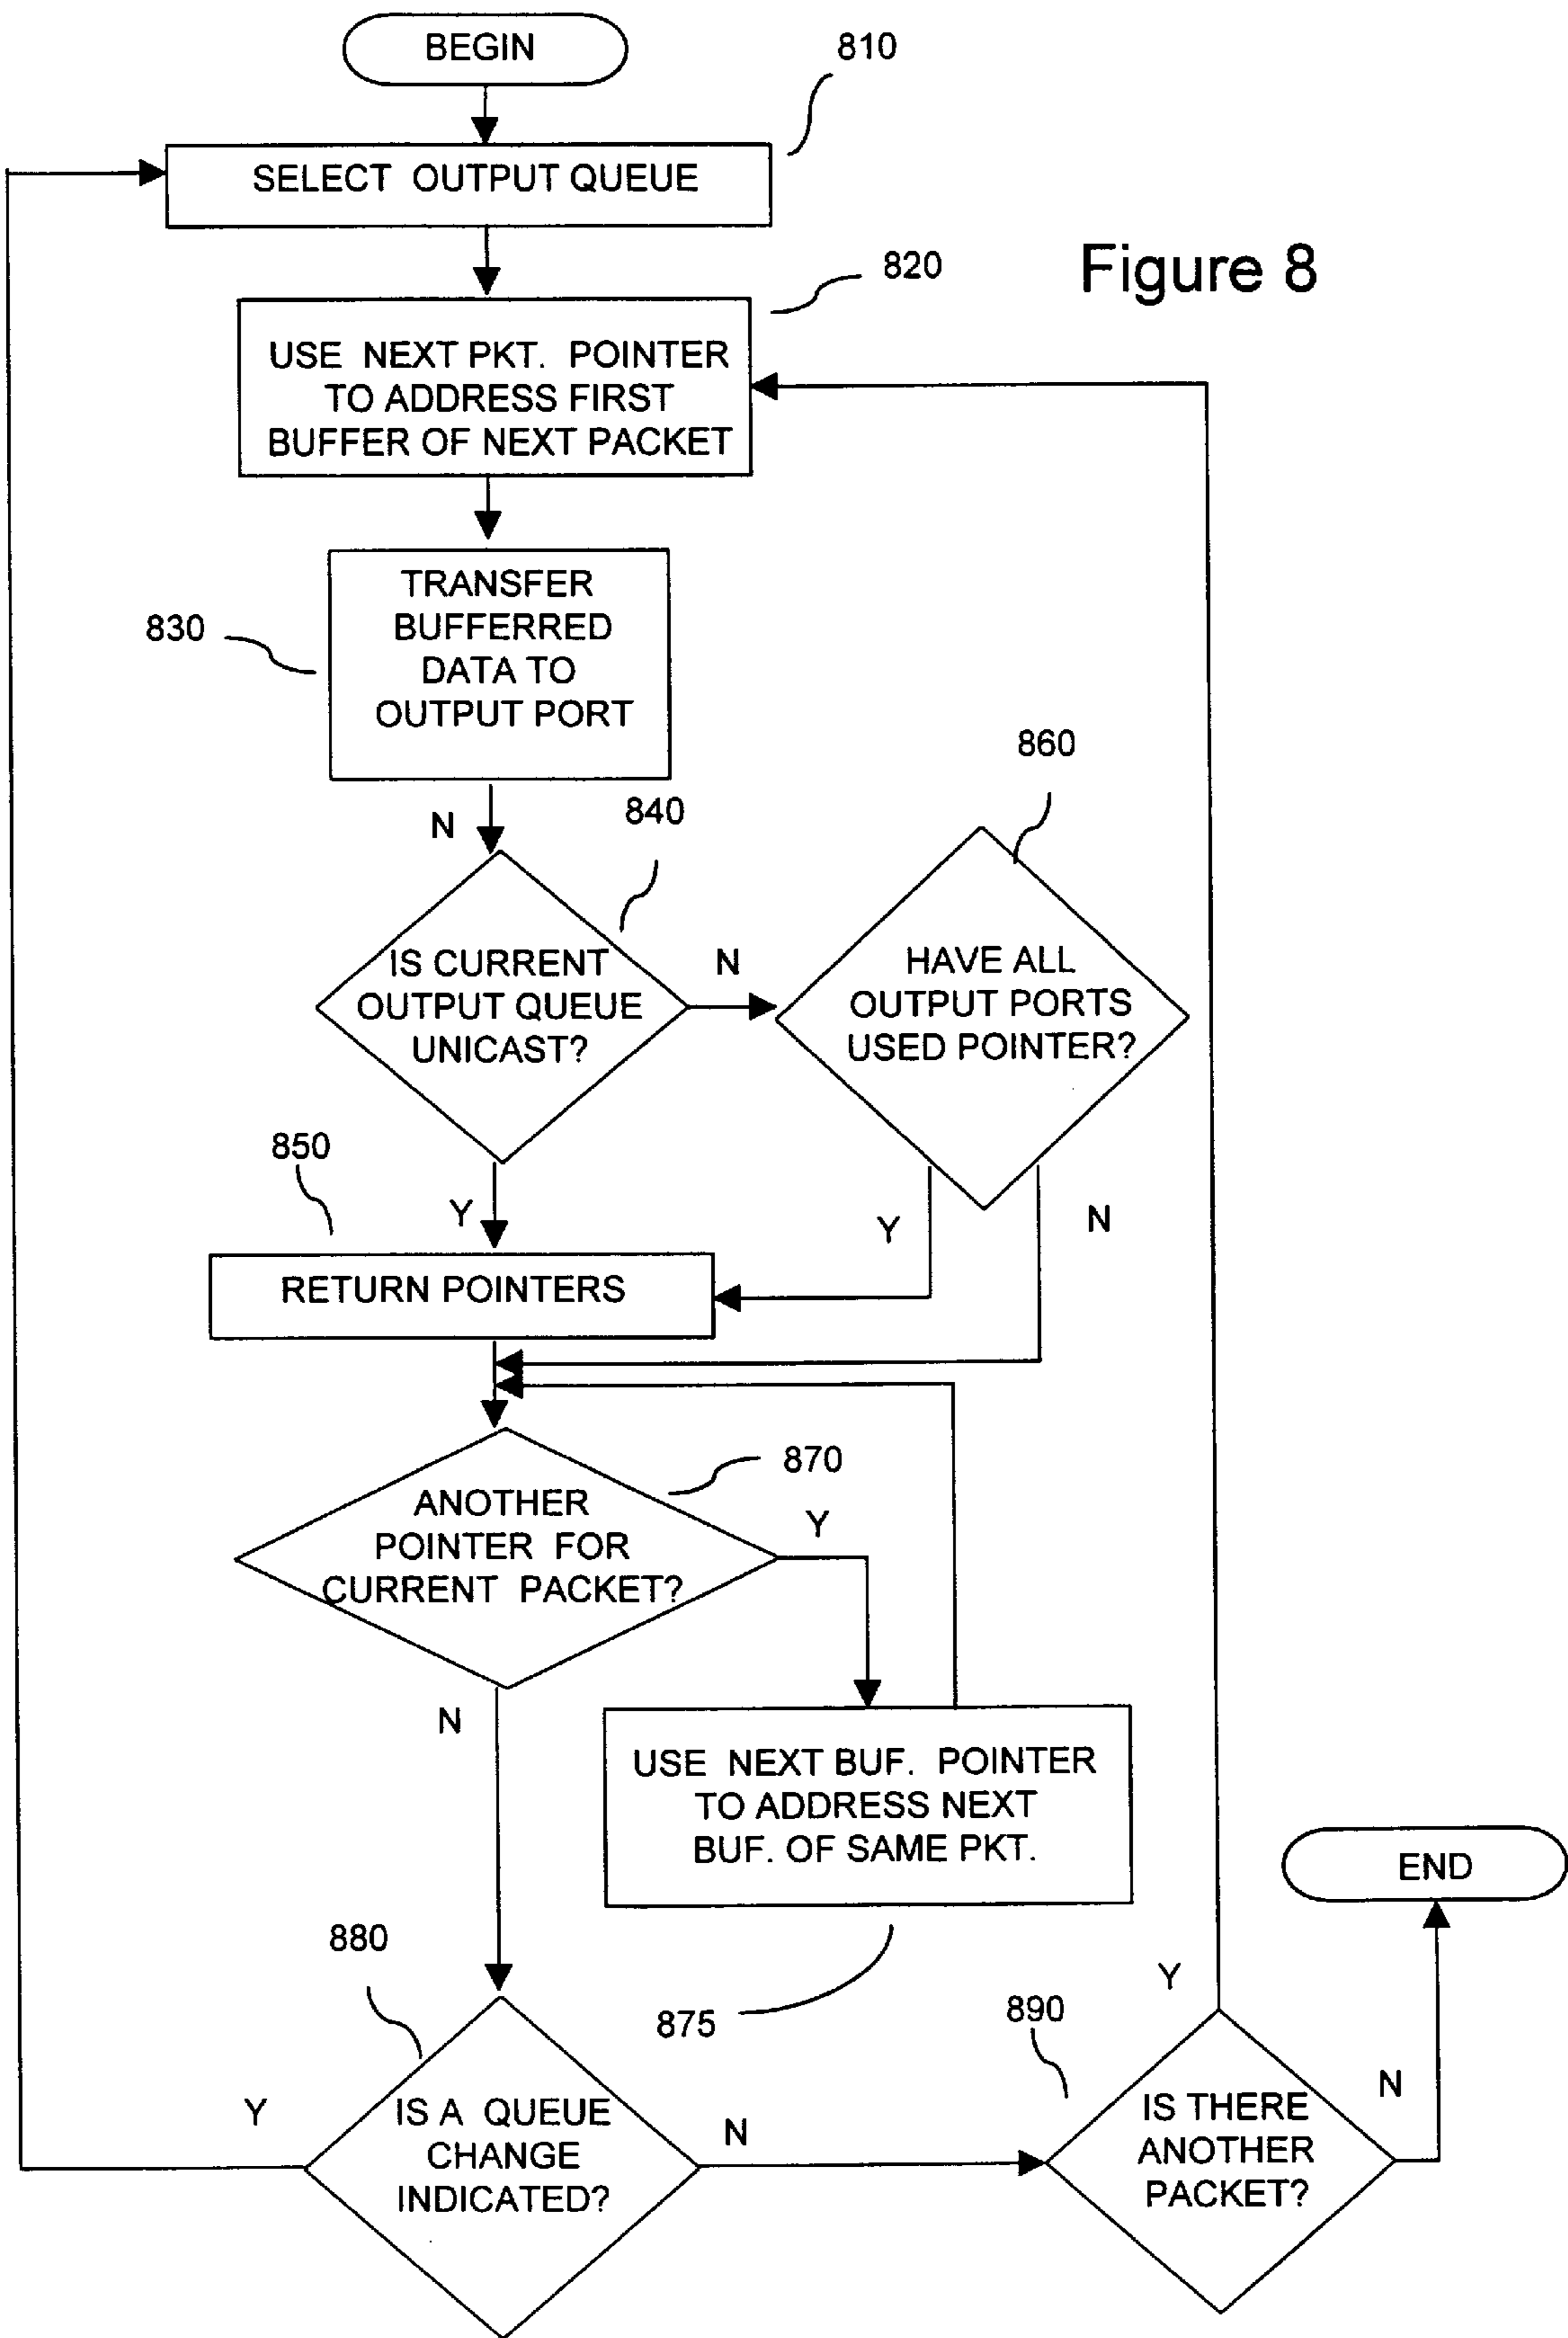 BEGIN
810
SELECT OUTPUT QUEUE
Figure 8
820
USE NEXT PKT. POINTER
TO ADDRESS FIRST
BUFFER OF NEXT PACKET
TRANSFER
BUFFERRED
DATA TO
OUTPUT PORT
830
860
N
840
IS CURRENT
OUTPUT QUEUE
UNICAST?
N
HAVE ALL
OUTPUT PORTS
USED POINTER?
850
Y
Y
N
RETURN POINTERS
870
ANOTHER
POINTER FOR
CURRENT PACKET?
Y
N
USE NEXT BUF. POINTER
TO ADDRESS NEXT
BUF. OF SAME PKT.
END
880
875
Y
890
Y
IS A QUEUE
CHANGE
INDICATED?
N
IS THERE
ANOTHER
PACKET?
N